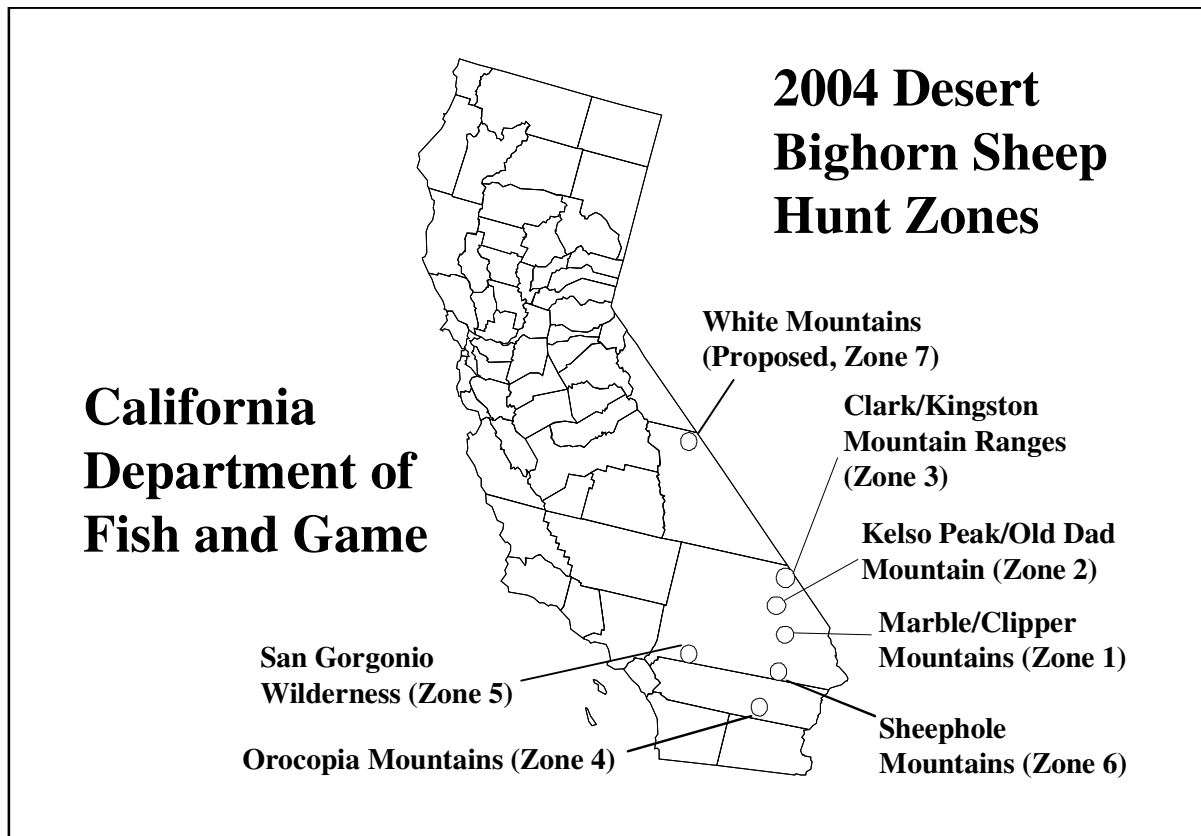 2004 Desert
Bighorn Sheep
Hunt Zones
California
Department of
Fish and Game
White Mountains
(Proposed, Zone 7)
Clark/Kingston
Mountain Ranges
(Zone 3)
Kelso Peak/Old Dad
Mountain (Zone 2)
Marble/Clipper
Mountains (Zone 1)
San Gorgonio
Wilderness (Zone 5)
Sheephole
Mountains (Zone 6)
Orocopia Mountains (Zone 4)